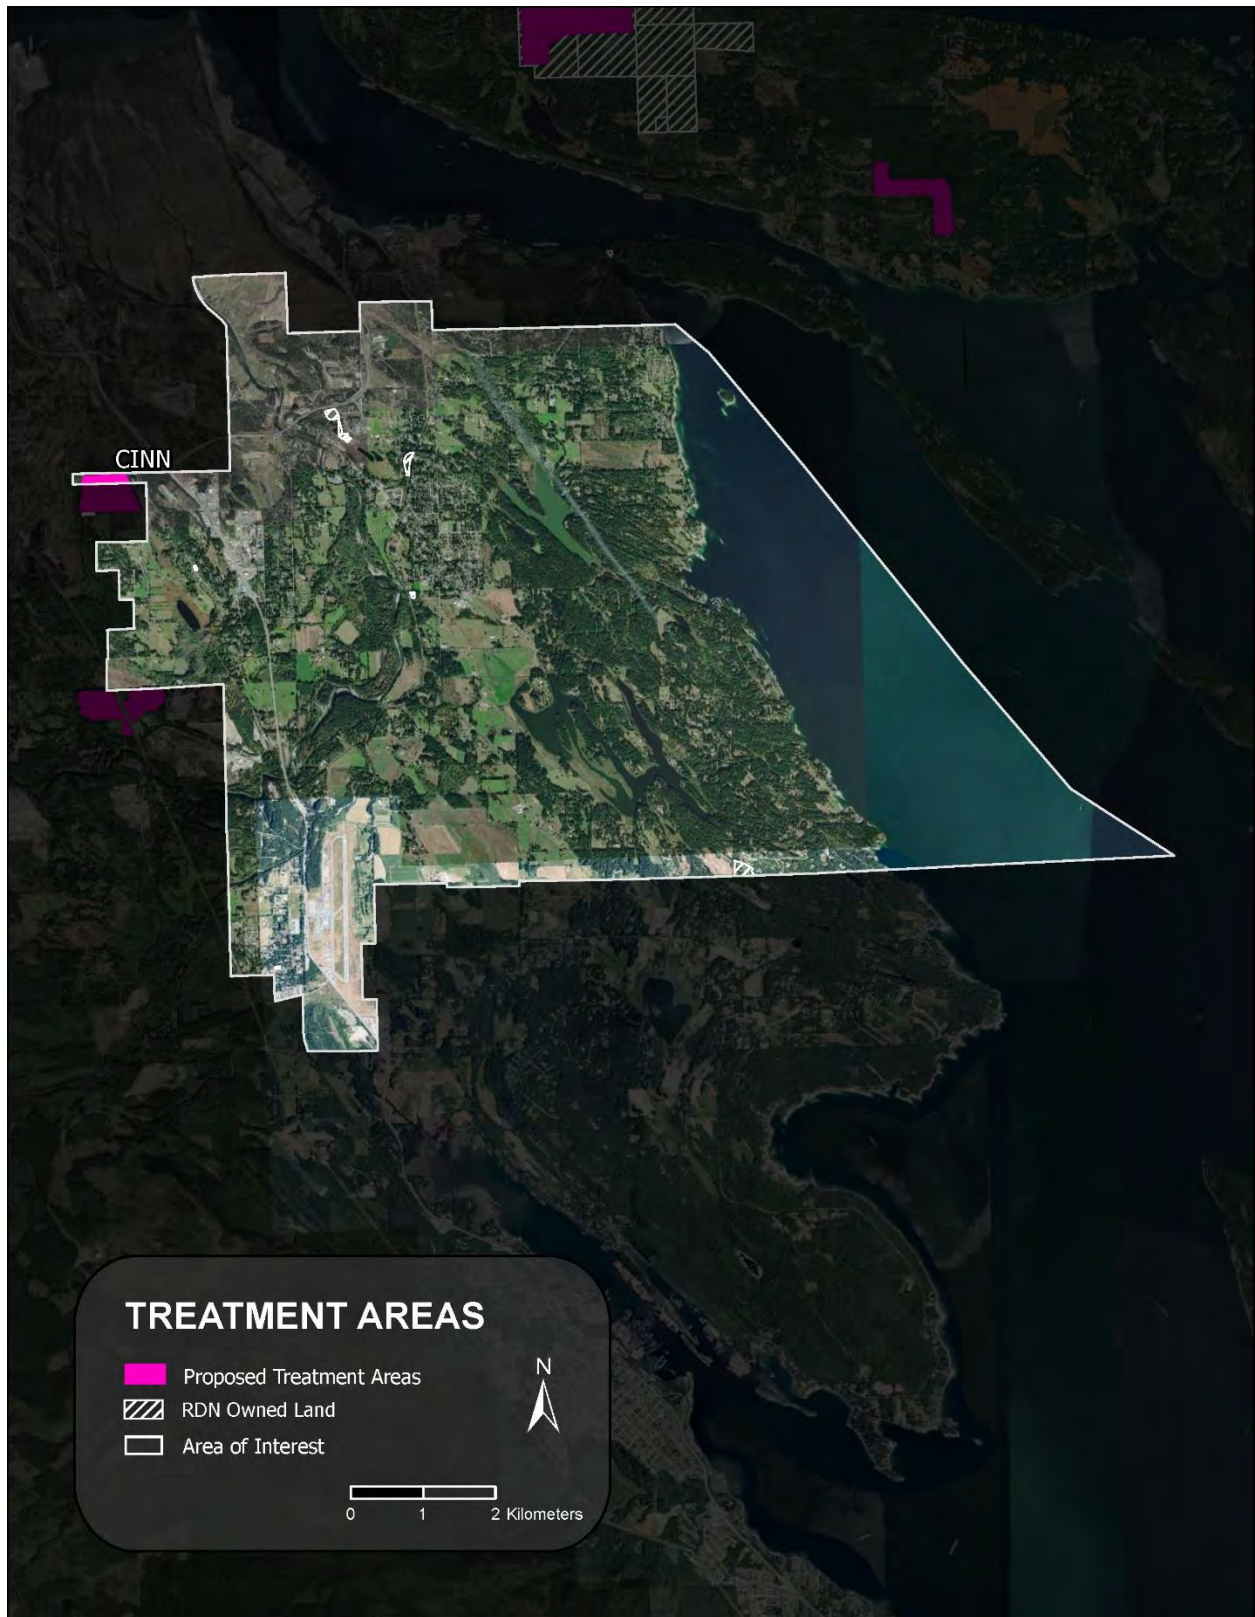 CINN
TREATMENT AREAS
Proposed Treatment Areas
RDN Owned Land
Area of Interest
N
0 1 2 Kilometers